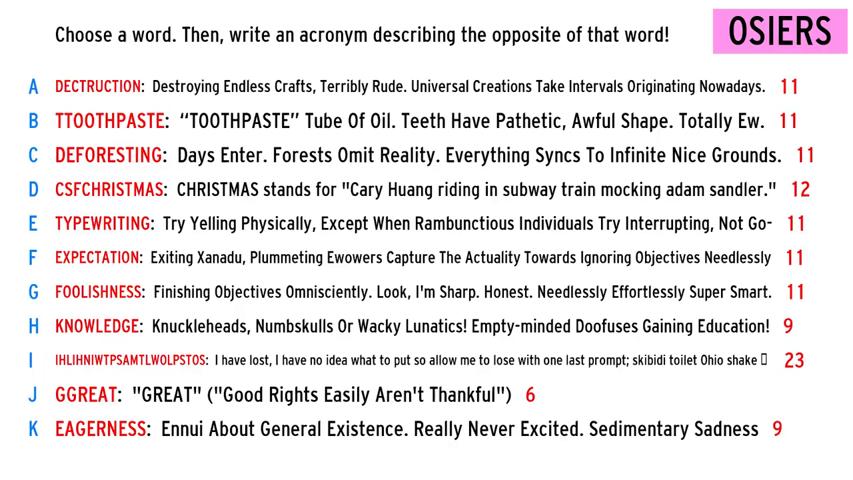 Choose a word. Then, write an acronym describing the opposite of that word!
OSIERS
A DECTRUCTION: Destroying Endless Crafts, Terribly Rude. Universal Creations Take Intervals Originating Nowadays. 11
B TTOOTHPASTE: “TOOTHPASTE” Tube Of Oil. Teeth Have Pathetic, Awful Shape. Totally Ew. 11
C DEFORESTING: Days Enter. Forests Omit Reality. Everything Syncs To Infinite Nice Grounds. 11
D CSFCHRISTMAS: CHRISTMAS stands for "Cary Huang riding in subway train mocking adam sandler." 12
E TYPEWRITING: Try Yelling Physically, Except When Rambunctious Individuals Try Interrupting, Not Go- 11
F EXPECTATION: Exiting Xanadu, Plummeting Ewowers Capture The Actuality Towards Ignoring Objectives Needlessly 11
G FOOLISHNESS: Finishing Objectives Omnisciently. Look, I'm Sharp. Honest. Needlessly Effortlessly Super Smart. 11
H KNOWLEDGE: Knuckleheads, Numbskulls Or Wacky Lunatics! Empty-minded Doofuses Gaining Education! 9
I IHLIHNIWTPSAMTLWOLPSTOS: I have lost, I have no idea what to put so allow me to lose with one last prompt; skibidi toilet Ohio shake ▯ 23
J GGREAT: "GREAT" ("Good Rights Easily Aren't Thankful") 6
K EAGERNESS: Ennui About General Existence. Really Never Excited. Sedimentary Sadness 9